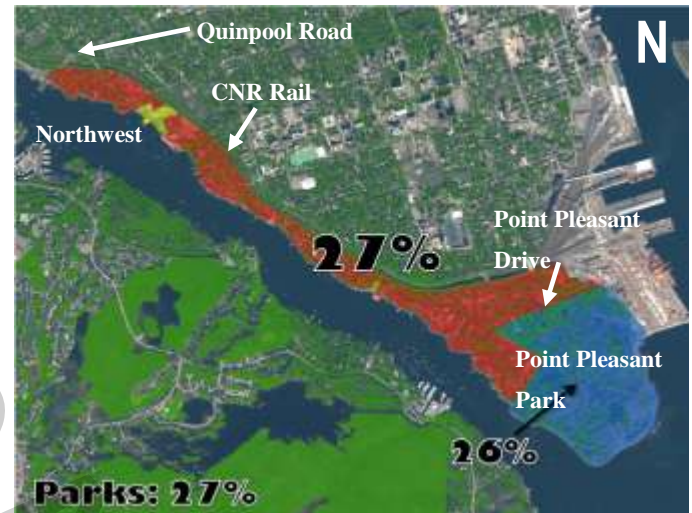 Quinpool Road
N
CNR Rail
Northwest
Point Pleasant
Drive
27%
Point Pleasant
Park
26%
Parks: 27%